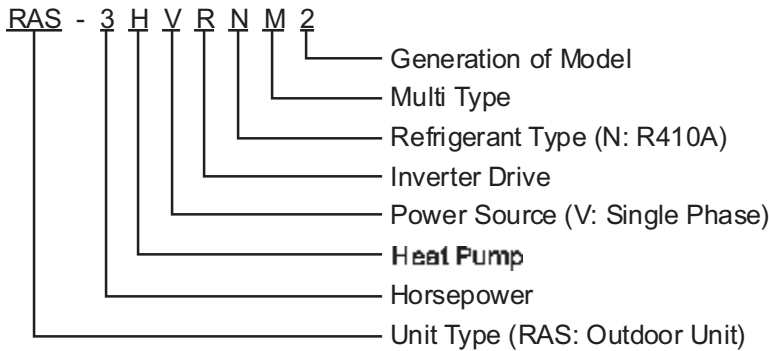 RAS - 3 H V R N M 2
Generation of Model
Multi Type
Refrigerant Type (N: R410A)
Inverter Drive
Power Source (V: Single Phase)
Heat Pump
Horsepower
Unit Type (RAS: Outdoor Unit)